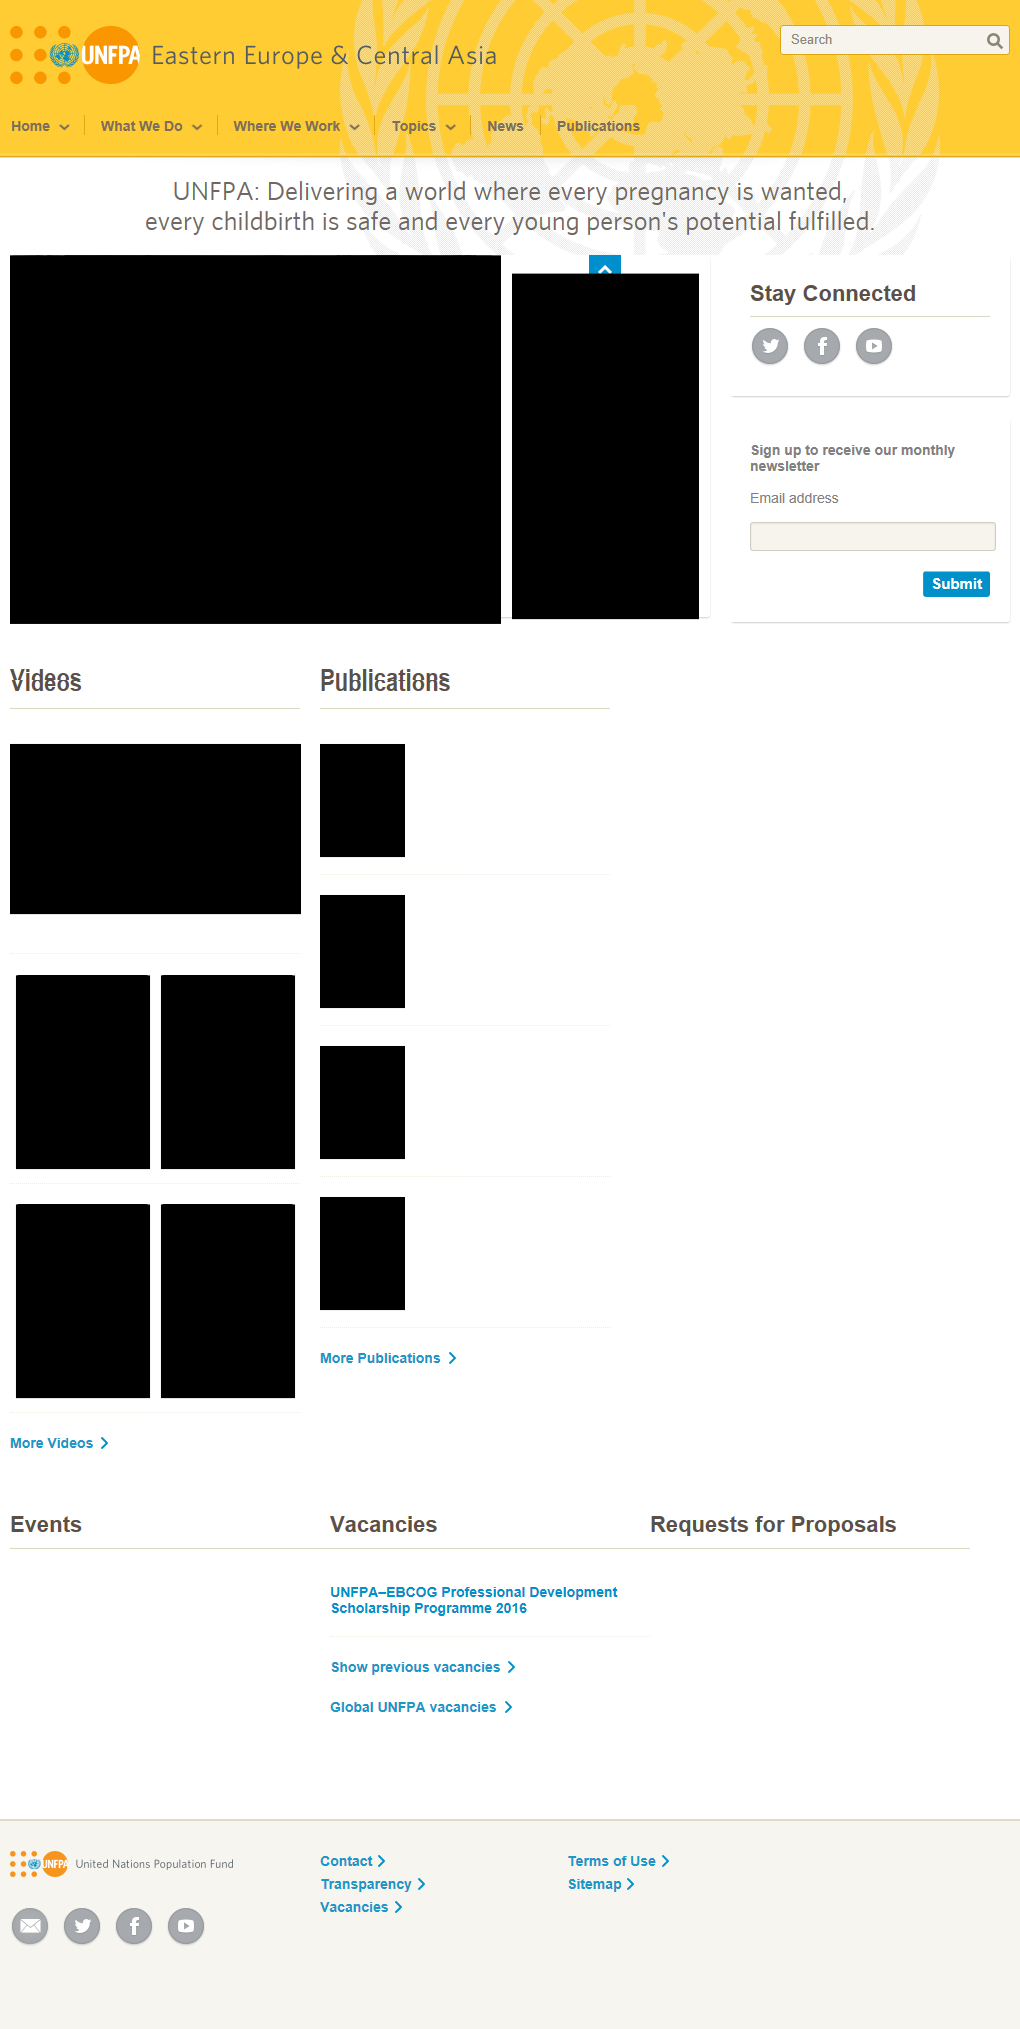 UNFPA Eastern Europe & Central Asia
Search
Home
What We Do
Where We Work
Topics
News
Publications
UNFPA: Delivering a world where every pregnancy is wanted,
every childbirth is safe and every young person's potential fulfilled.
Stay Connected
Sign up to receive our monthly
newsletter
Email address
Submit
Videos
Videos
Publications
Publications
More Publications
More Videos
Events
Vacancies
Requests for Proposals
UNFPA–EBCOG Professional Development
Scholarship Programme 2016
Show previous vacancies
Global UNFPA vacancies
UNFPA United Nations Population Fund
Contact
Transparency
Vacancies
Terms of Use
Sitemap